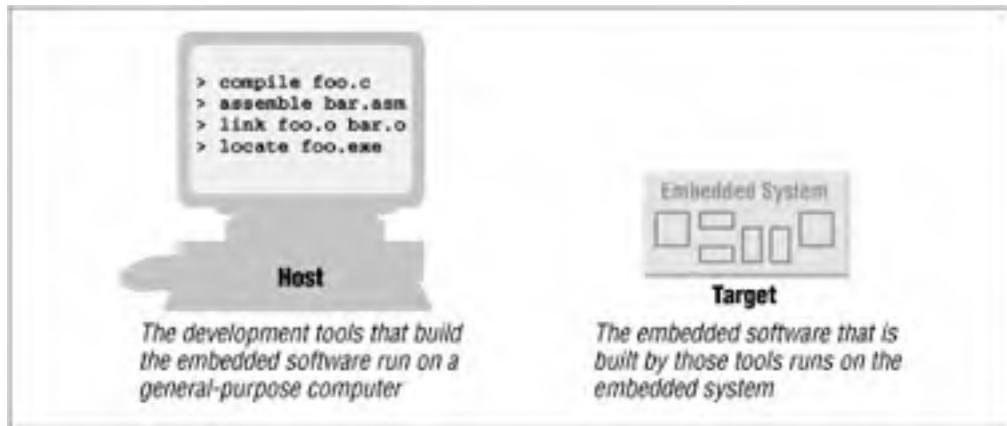 > compile foo.c
> assemble bar.asm
> link foo.o bar.o
> locate foo.exe
Host
The development tools that build
the embedded software run on a
general-purpose computer
Embedded System
Target
The embedded software that is
built by those tools runs on the
embedded system